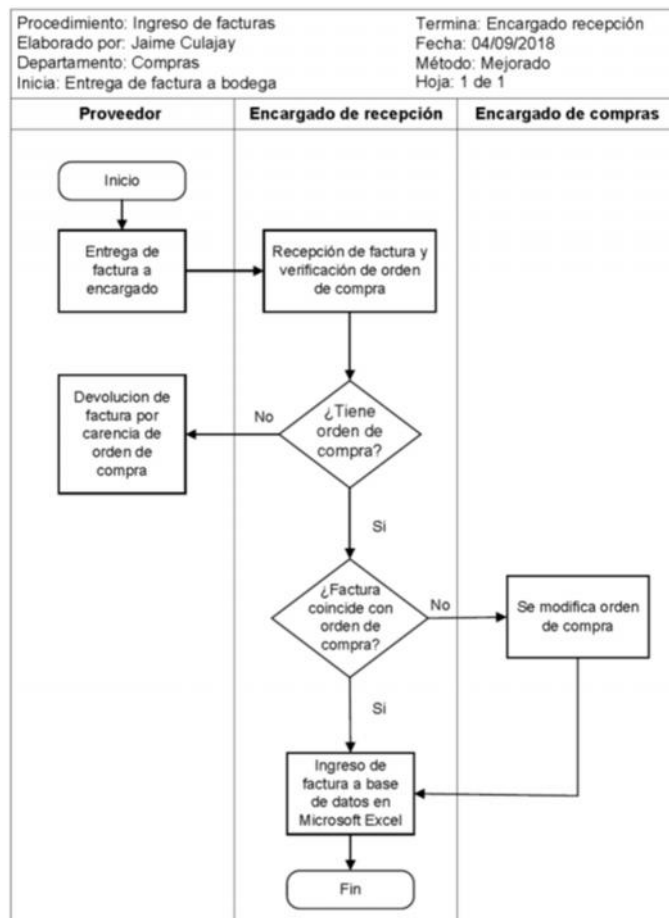 Procedimiento: Ingreso de facturas
Elaborado por: Jaime Culajay
Departamento: Compras
Inicia: Entrega de factura a bodega
Termina: Encargado recepción
Fecha: 04/09/2018
Método: Mejorado
Hoja: 1 de 1
Proveedor
Encargado de recepción
Encargado de compras
Inicio
Entrega de
factura a
encargado
Recepción de factura y
verificación de orden
de compra
Devolucion de
factura por
carencia de
orden de
compra
No
¿Tiene
orden de
compra?
Si
¿Factura
coincide con
orden de
compra?
No
Se modifica orden
de compra
Si
Ingreso de
factura a base
de datos en
Microsoft Excel
Fin